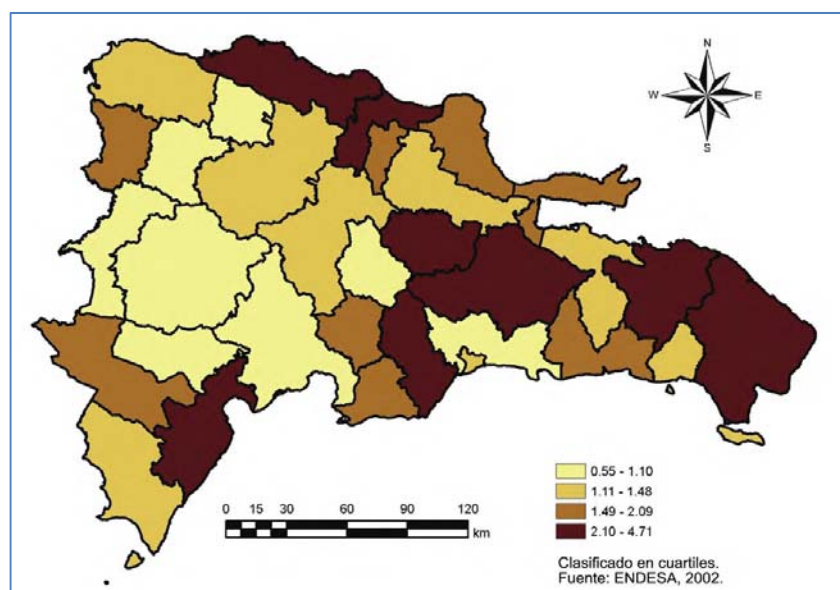 N
W E
S
0.55 - 1.10
1.11 - 1.48
1.49 - 2.09
2.10 - 4.71
0 15 30 60 90 120
km
Clasificado en cuartiles.
Fuente: ENDESA, 2002.